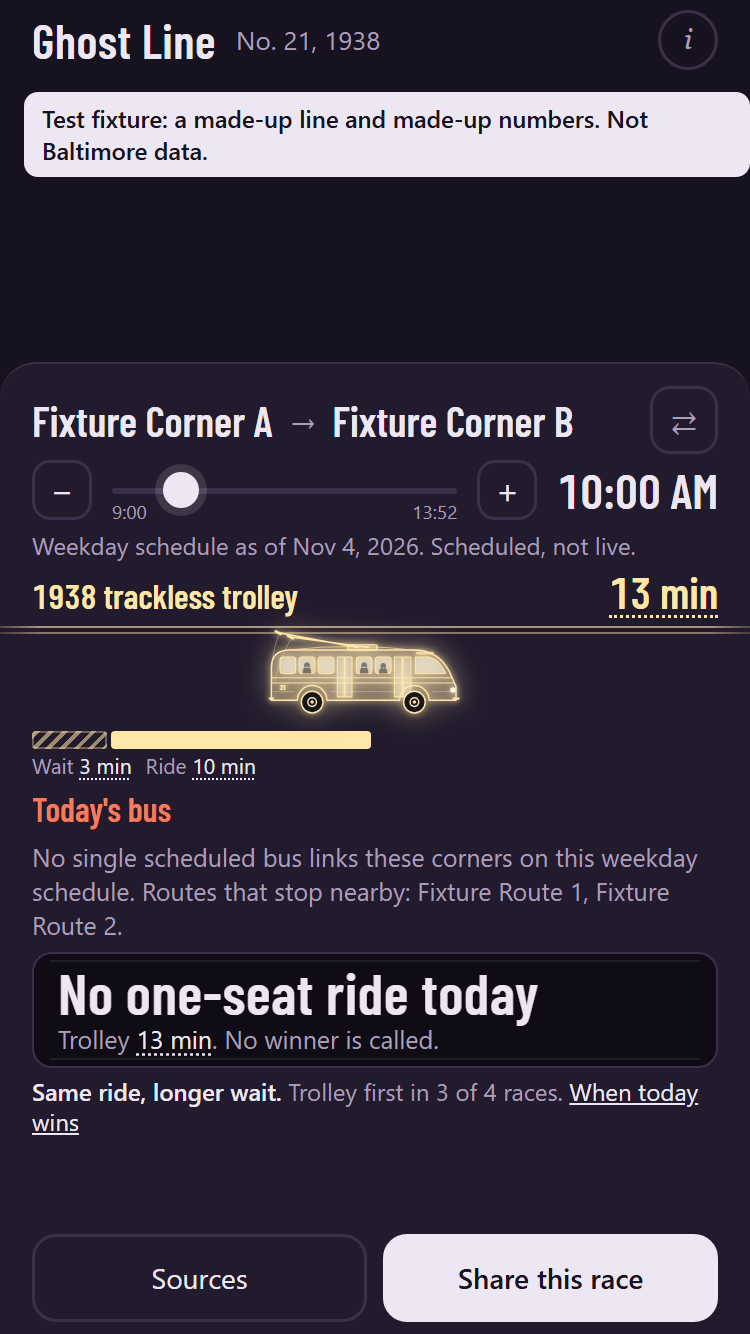 Ghost Line No. 21, 1938 i
Test fixture: a made-up line and made-up numbers. Not
Baltimore data.
Fixture Corner A → Fixture Corner B ⇄
− + 10:00 AM
9:00 13:52
Weekday schedule as of Nov 4, 2026. Scheduled, not live.
1938 trackless trolley 13 min
21
Wait 3 min Ride 10 min
Today's bus
No single scheduled bus links these corners on this weekday
schedule. Routes that stop nearby: Fixture Route 1, Fixture
Route 2.
No one-seat ride today
Trolley 13 min. No winner is called.
Same ride, longer wait. Trolley first in 3 of 4 races. When today
wins
Sources Share this race